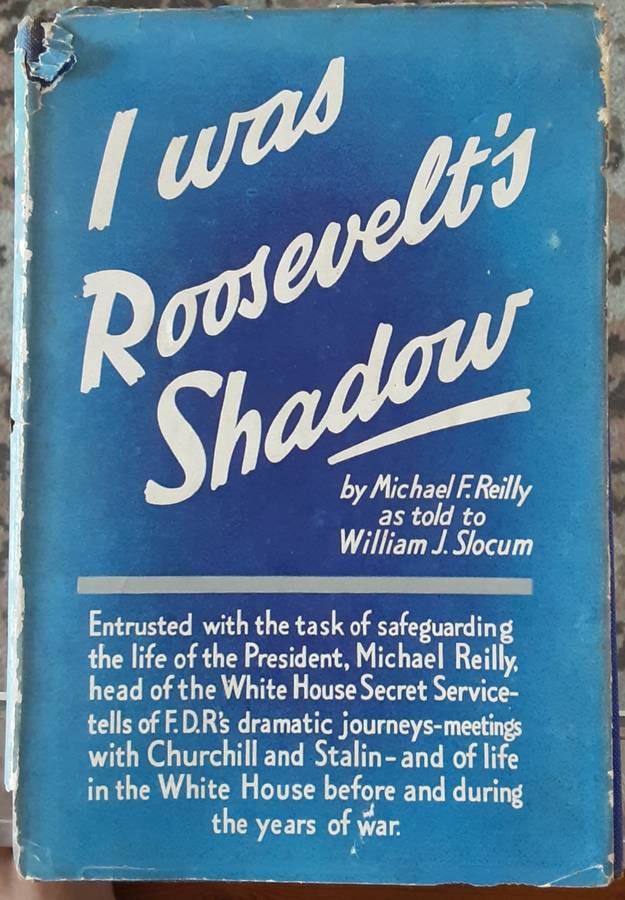 I was
Roosevelt's
Shadow
by Michael F. Reilly
as told to
William J. Slocum
Entrusted with the task of safeguarding
the life of the President, Michael Reilly,
head of the White House Secret Service-
tells of F.D.R's dramatic journeys-meetings
with Churchill and Stalin-and of life
in the White House before and during
the years of war.